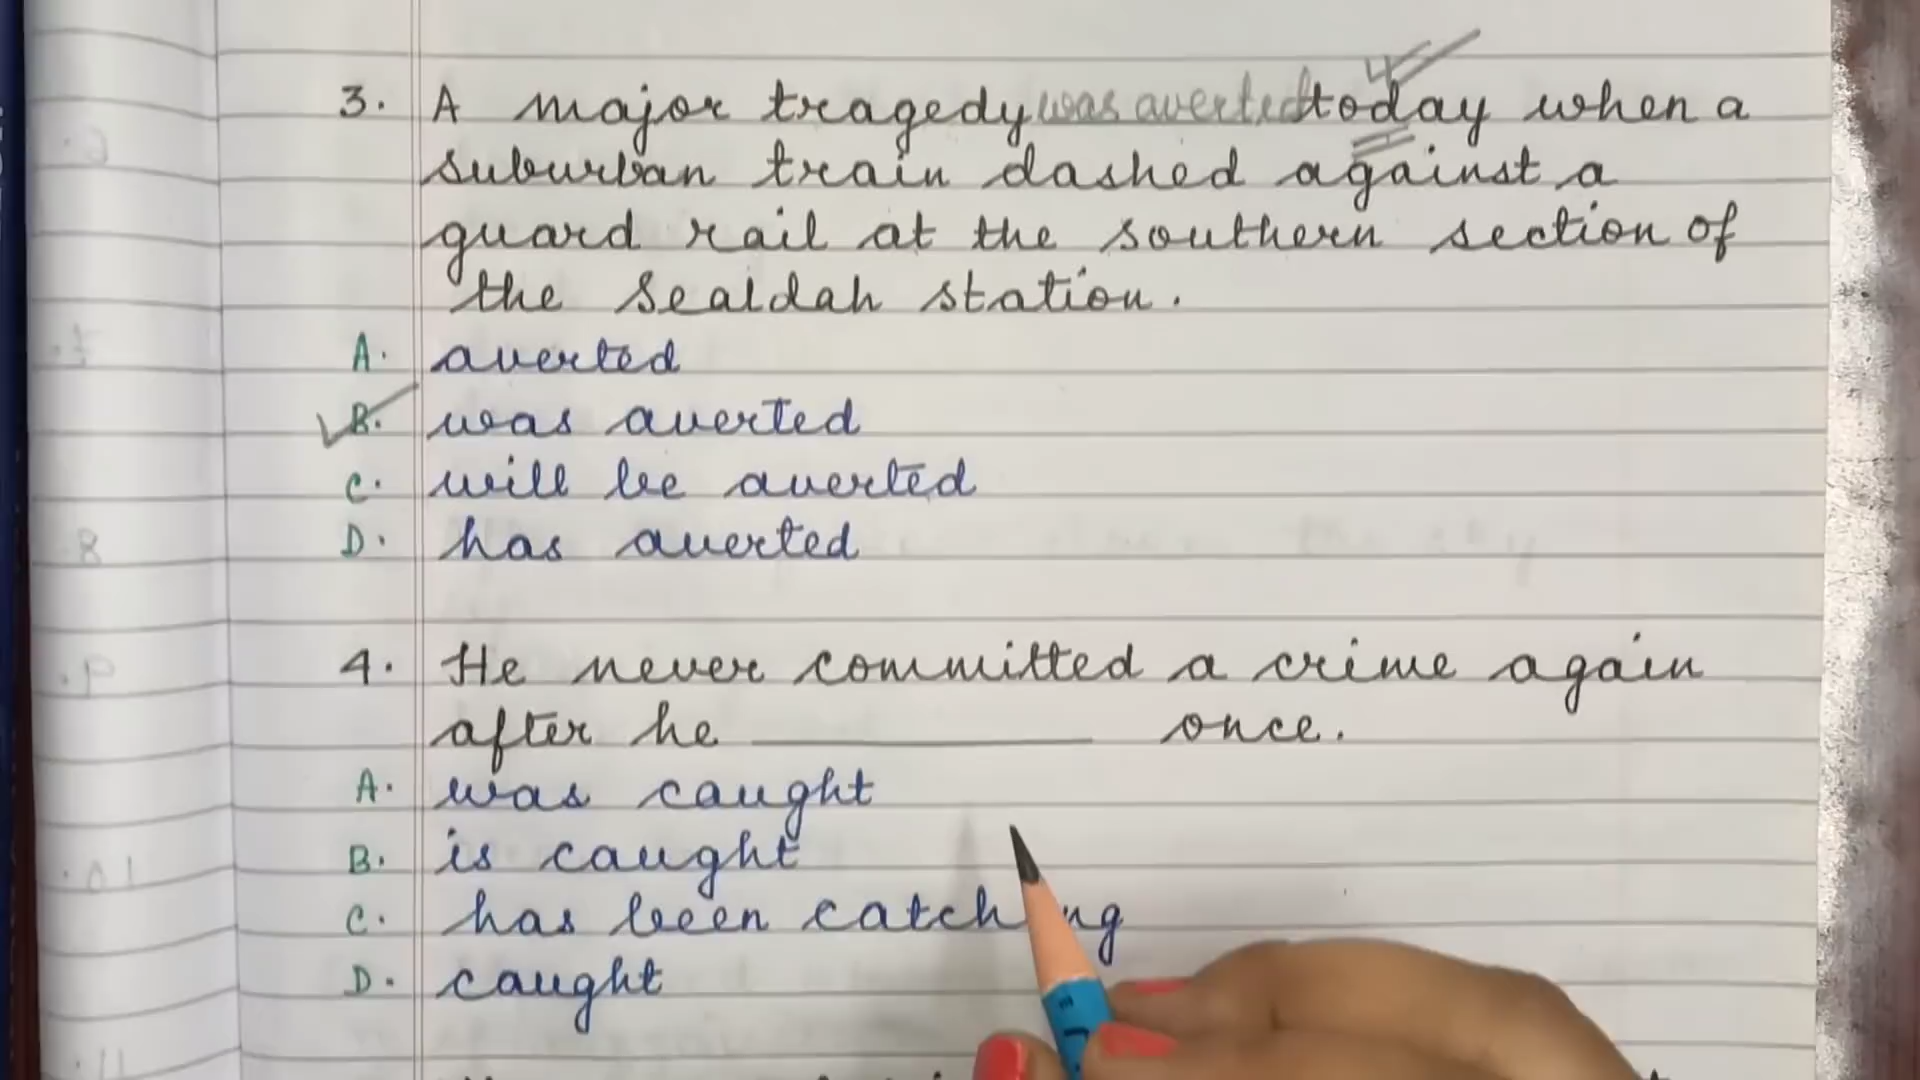 3. A major tragedy was averted today when a
suburban train dashed against a
guard rail at the southern section of
the Sealdah station.
A. averted
B. was averted
C. will be averted
D. has averted
4. He never committed a crime again
after he __________ once.
A. was caught
B. is caught
C. has been catching
D. caught